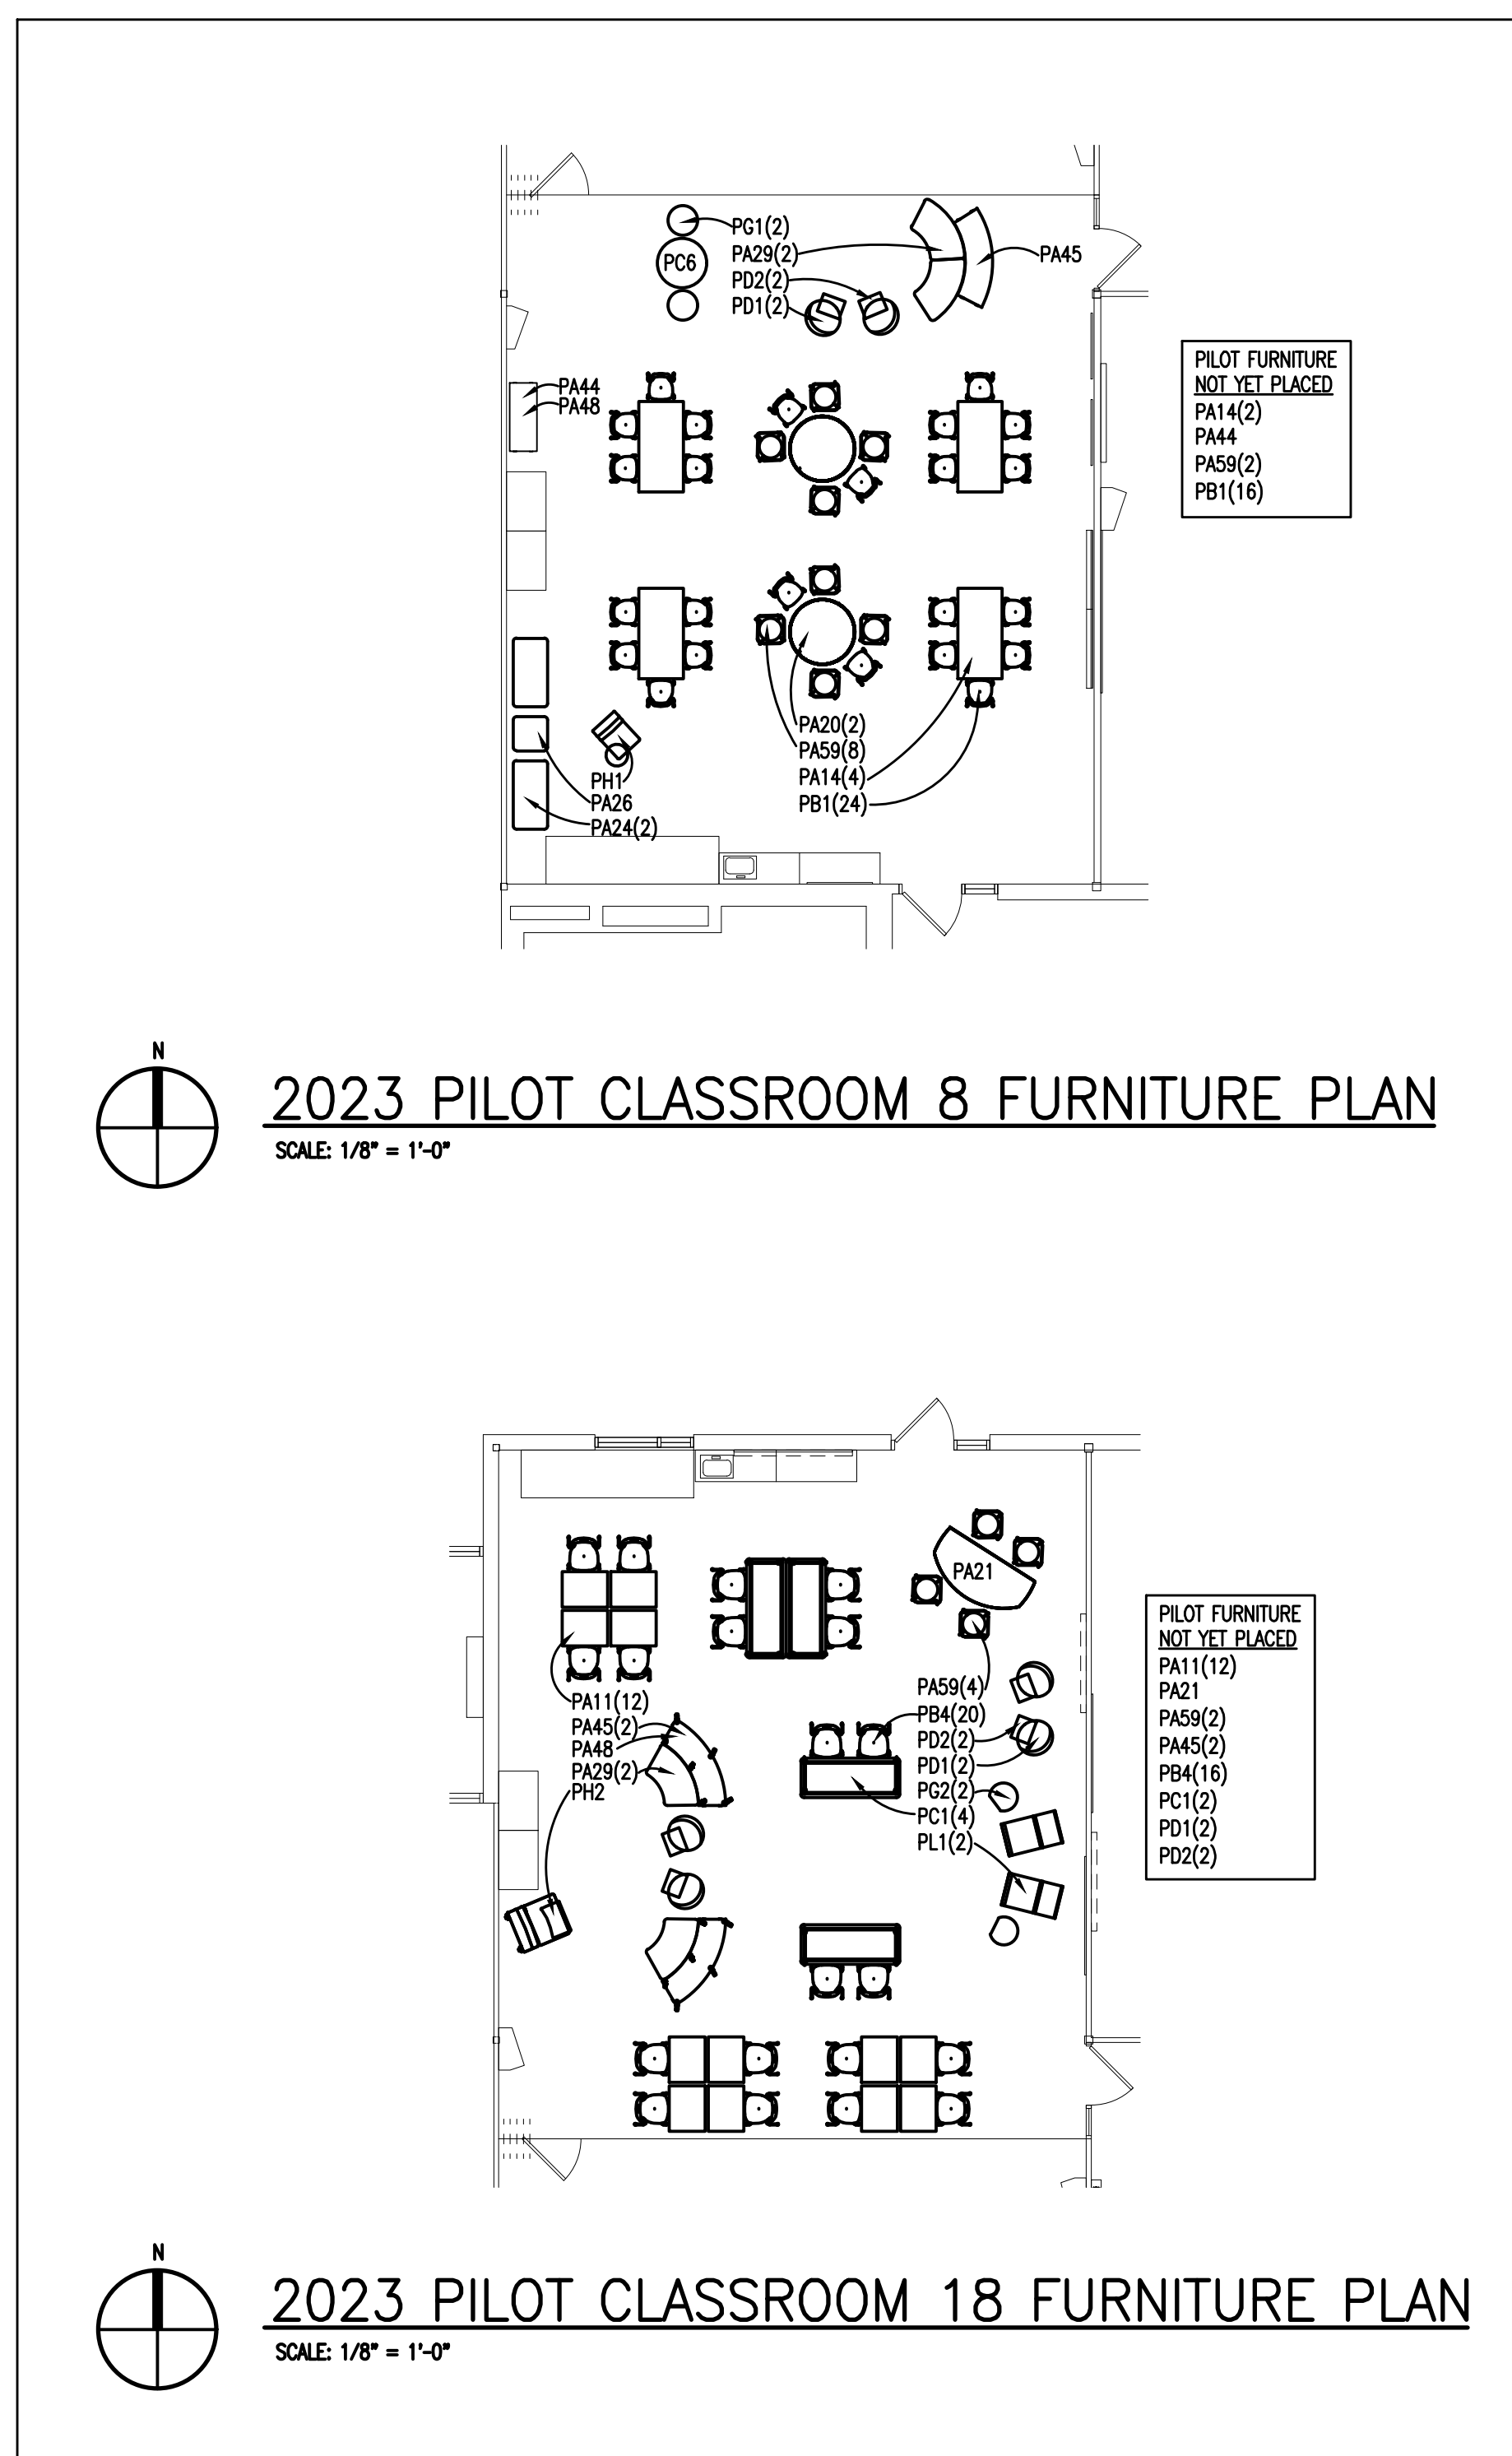 PG1(2)
PA29(2)
PD2(2)
PD1(2)
PC6
PA45
PA44
PA48
PILOT FURNITURE
NOT YET PLACED
PA14(2)
PA44
PA59(2)
PB1(16)
PA20(2)
PA59(8)
PA14(4)
PB1(24)
PH1
PA26
PA24(2)
N
2023 PILOT CLASSROOM 8 FURNITURE PLAN
SCALE: 1/8" = 1'-0"
PA21
PA11(12)
PA45(2)
PA48
PA29(2)
PH2
PA59(4)
PB4(20)
PD2(2)
PD1(2)
PG2(2)
PC1(4)
PL1(2)
PILOT FURNITURE
NOT YET PLACED
PA11(12)
PA21
PA59(2)
PA45(2)
PB4(16)
PC1(2)
PD1(2)
PD2(2)
N
2023 PILOT CLASSROOM 18 FURNITURE PLAN
SCALE: 1/8" = 1'-0"